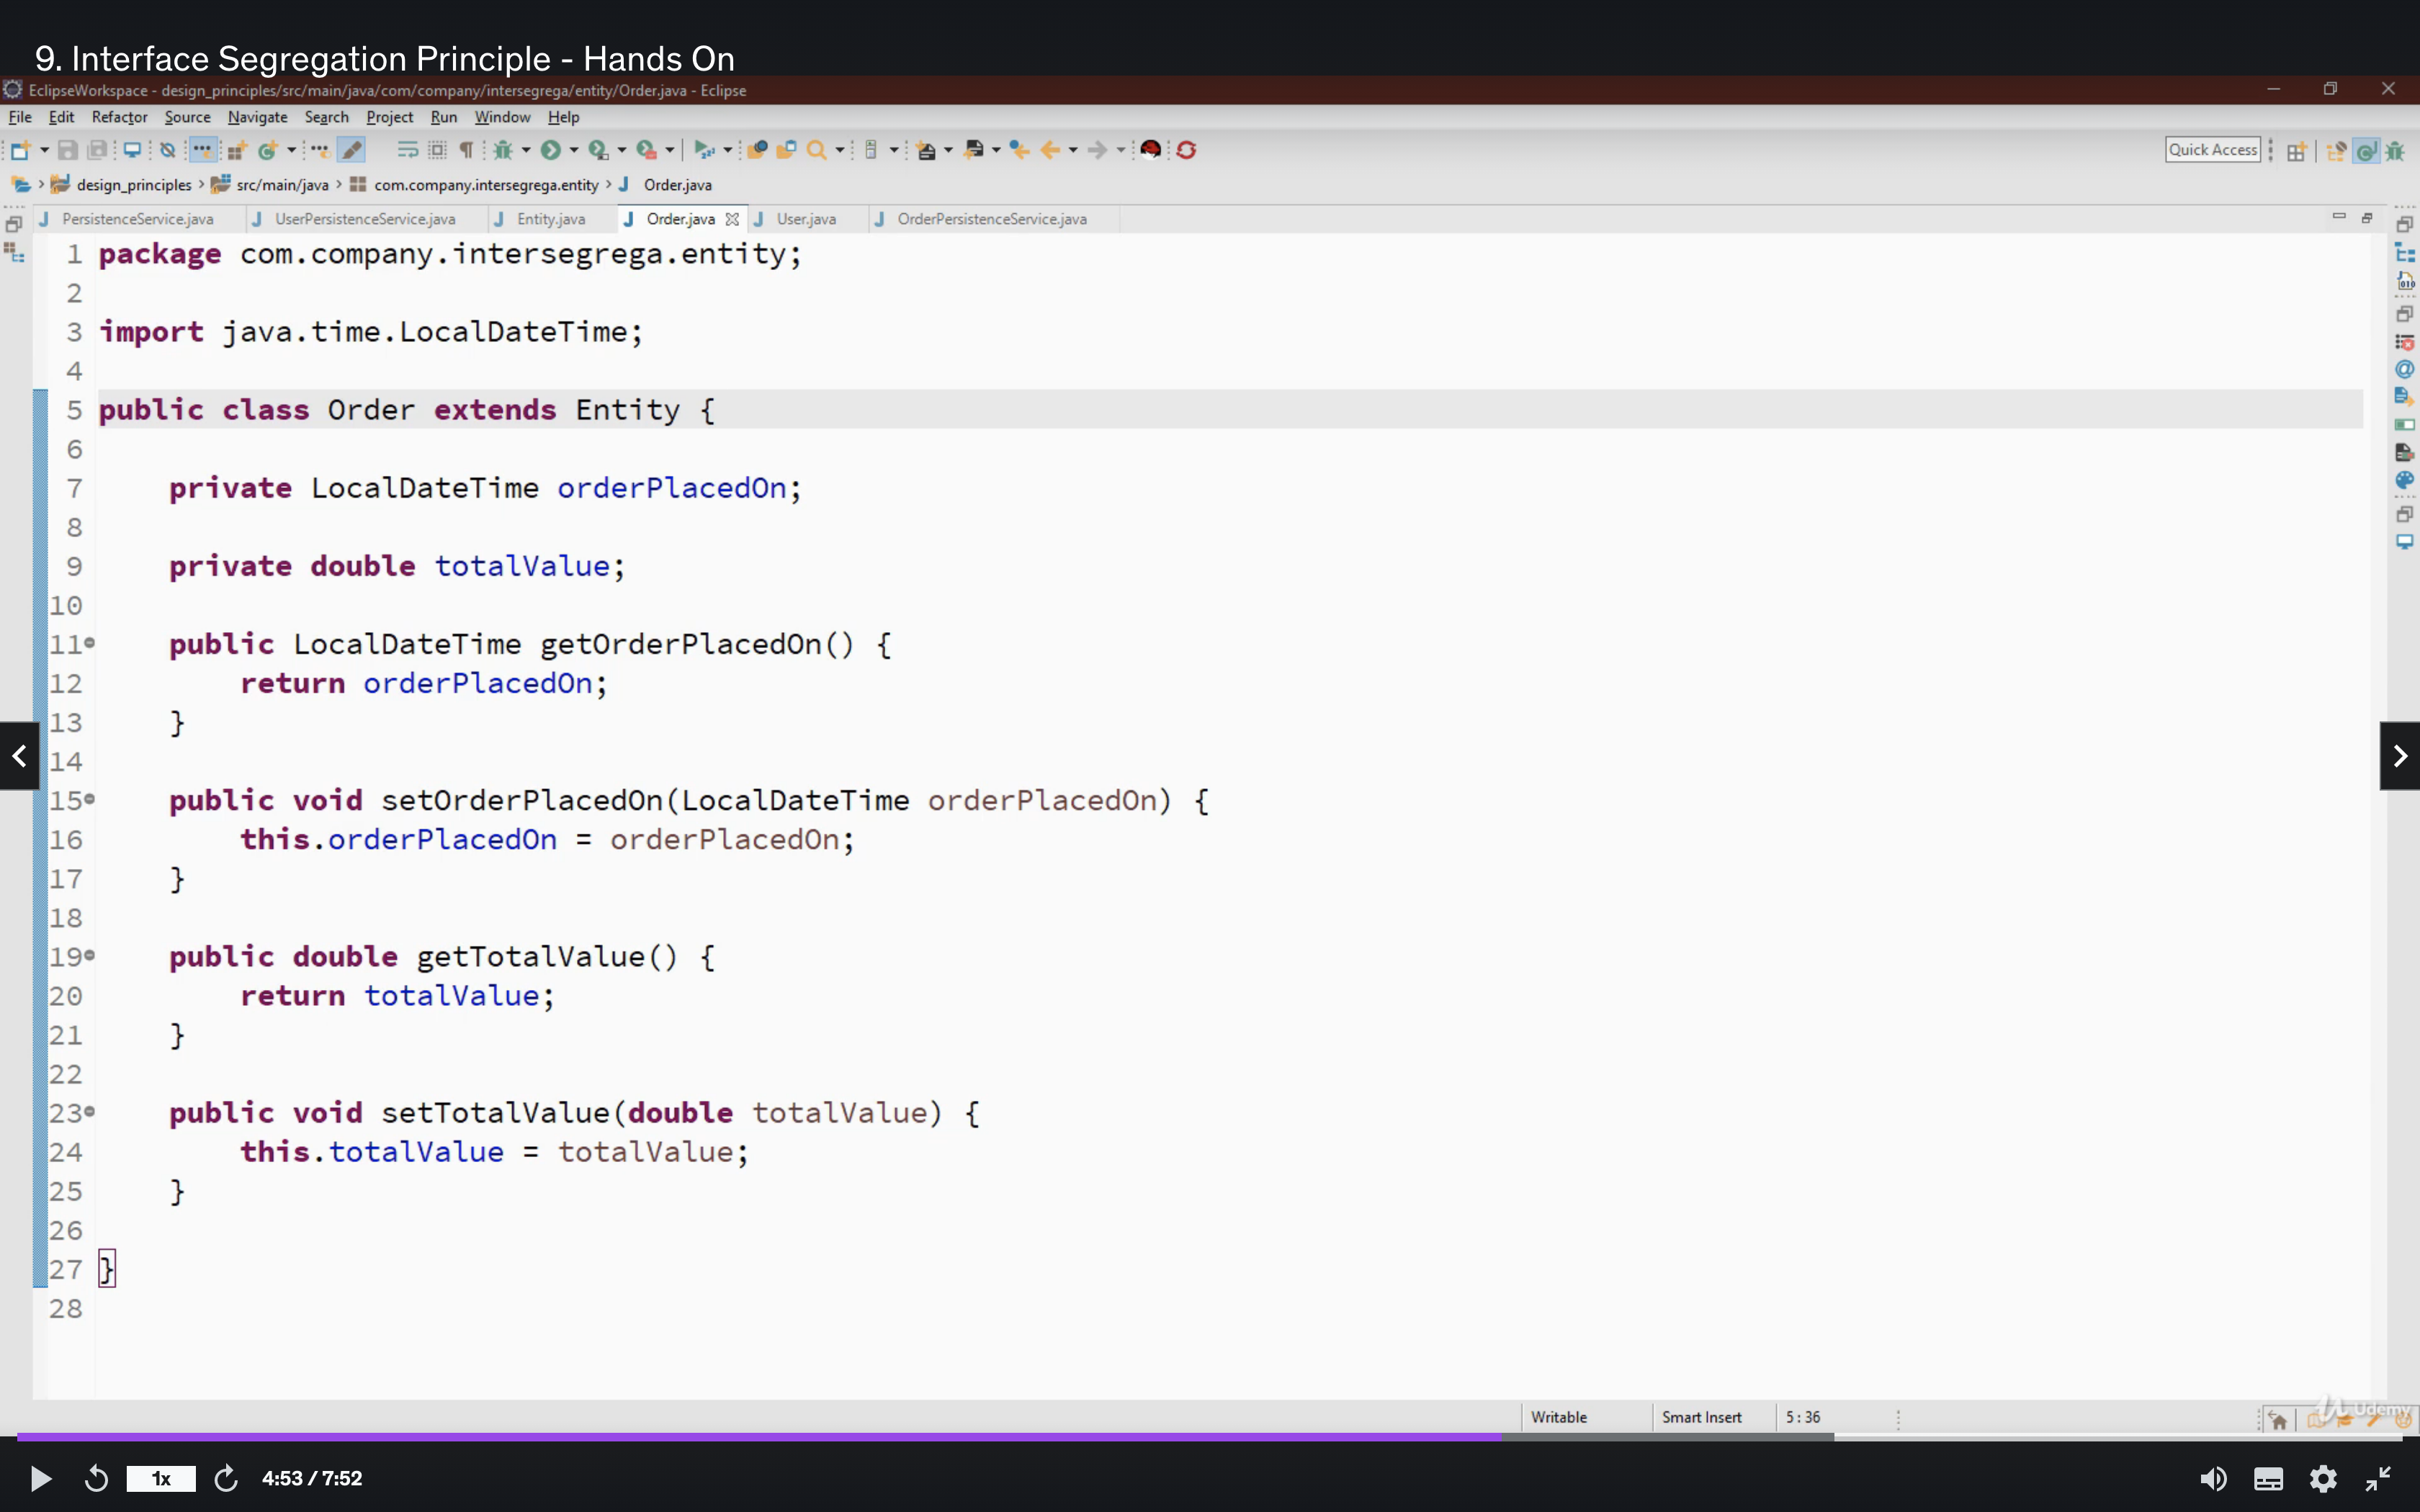 9. Interface Segregation Principle - Hands On
EclipseWorkspace - design_principles/src/main/java/com/company/intersegrega/entity/Order.java - Eclipse
File Edit Refactor Source Navigate Search Project Run Window Help
Quick Access
design_principles src/main/java com.company.intersegrega.entity Order.java
PersistenceService.java UserPersistenceService.java Entity.java Order.java User.java OrderPersistenceService.java
1 package com.company.intersegrega.entity;
2
3 import java.time.LocalDateTime;
4
5 public class Order extends Entity {
6
7     private LocalDateTime orderPlacedOn;
8
9     private double totalValue;
10
11     public LocalDateTime getOrderPlacedOn() {
12         return orderPlacedOn;
13     }
14
15     public void setOrderPlacedOn(LocalDateTime orderPlacedOn) {
16         this.orderPlacedOn = orderPlacedOn;
17     }
18
19     public double getTotalValue() {
20         return totalValue;
21     }
22
23     public void setTotalValue(double totalValue) {
24         this.totalValue = totalValue;
25     }
26
27 }
28
Writable Smart Insert 5 : 36
Udemy
1x 4:53 / 7:52